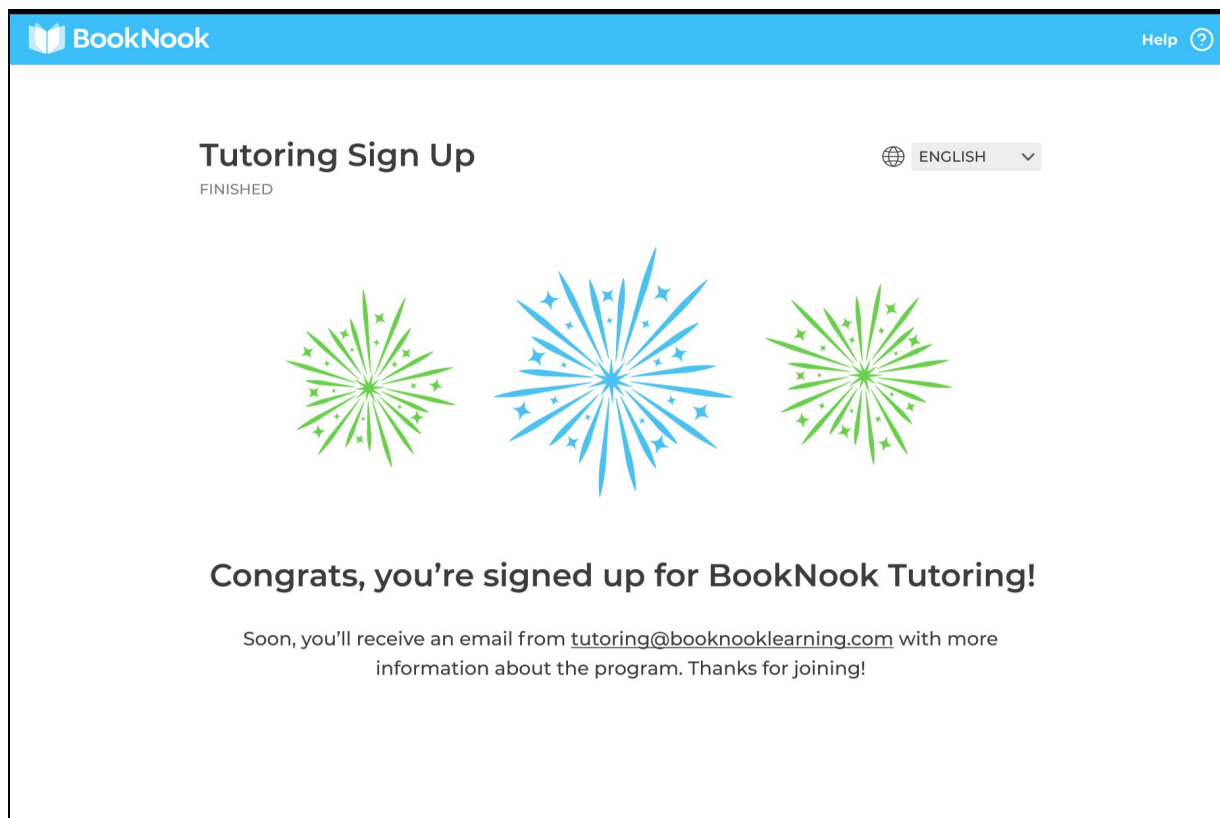 BookNook
Help ?
Tutoring Sign Up
ENGLISH
FINISHED
Congrats, you’re signed up for BookNook Tutoring!
Soon, you’ll receive an email from tutoring@booknooklearning.com with more
information about the program. Thanks for joining!